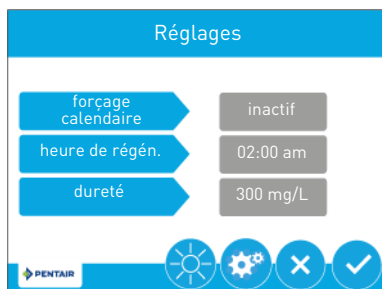 Réglages
forçage
calendaire
inactif
heure de régén.
02:00 am
dureté
300 mg/L
PENTAIR